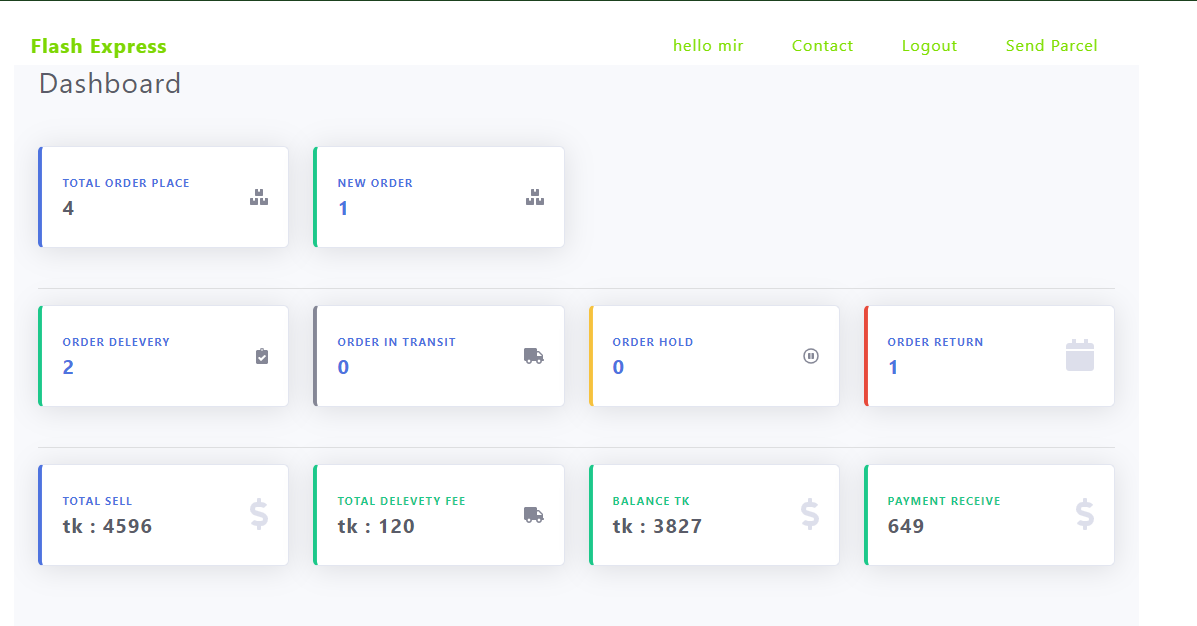 Flash Express
hello mir
Contact
Logout
Send Parcel
Dashboard
TOTAL ORDER PLACE
4
NEW ORDER
1
ORDER DELEVERY
2
ORDER IN TRANSIT
0
ORDER HOLD
0
ORDER RETURN
1
TOTAL SELL
tk : 4596
TOTAL DELEVETY FEE
tk : 120
BALANCE TK
tk : 3827
PAYMENT RECEIVE
649